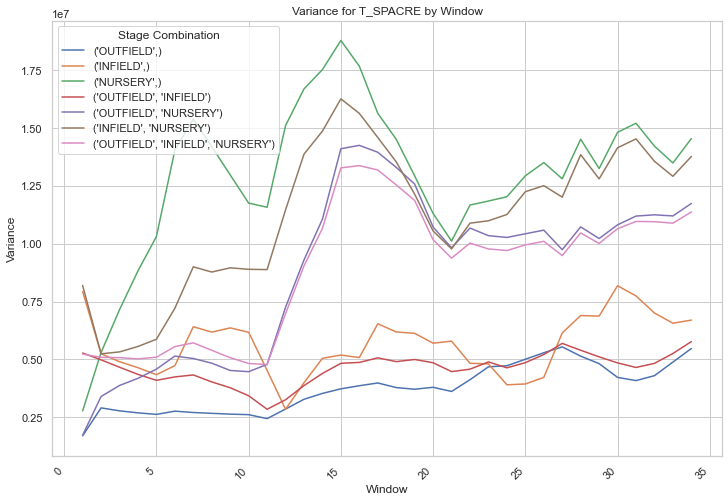 Variance for T_SPACRE by Window
1e7
Stage Combination
('OUTFIELD',)
('INFIELD',)
('NURSERY',)
('OUTFIELD', 'INFIELD')
('OUTFIELD', 'NURSERY')
('INFIELD', 'NURSERY')
('OUTFIELD', 'INFIELD', 'NURSERY')
1.75
1.50
1.25
1.00
0.75
0.50
0.25
Variance
0 5 10 15 20 25 30 35
Window